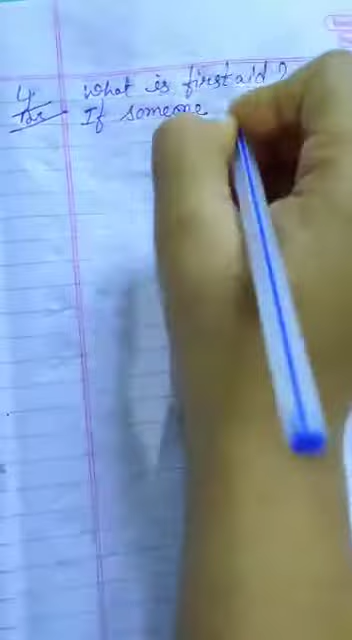 4. What is first aid?
Ans- If someone